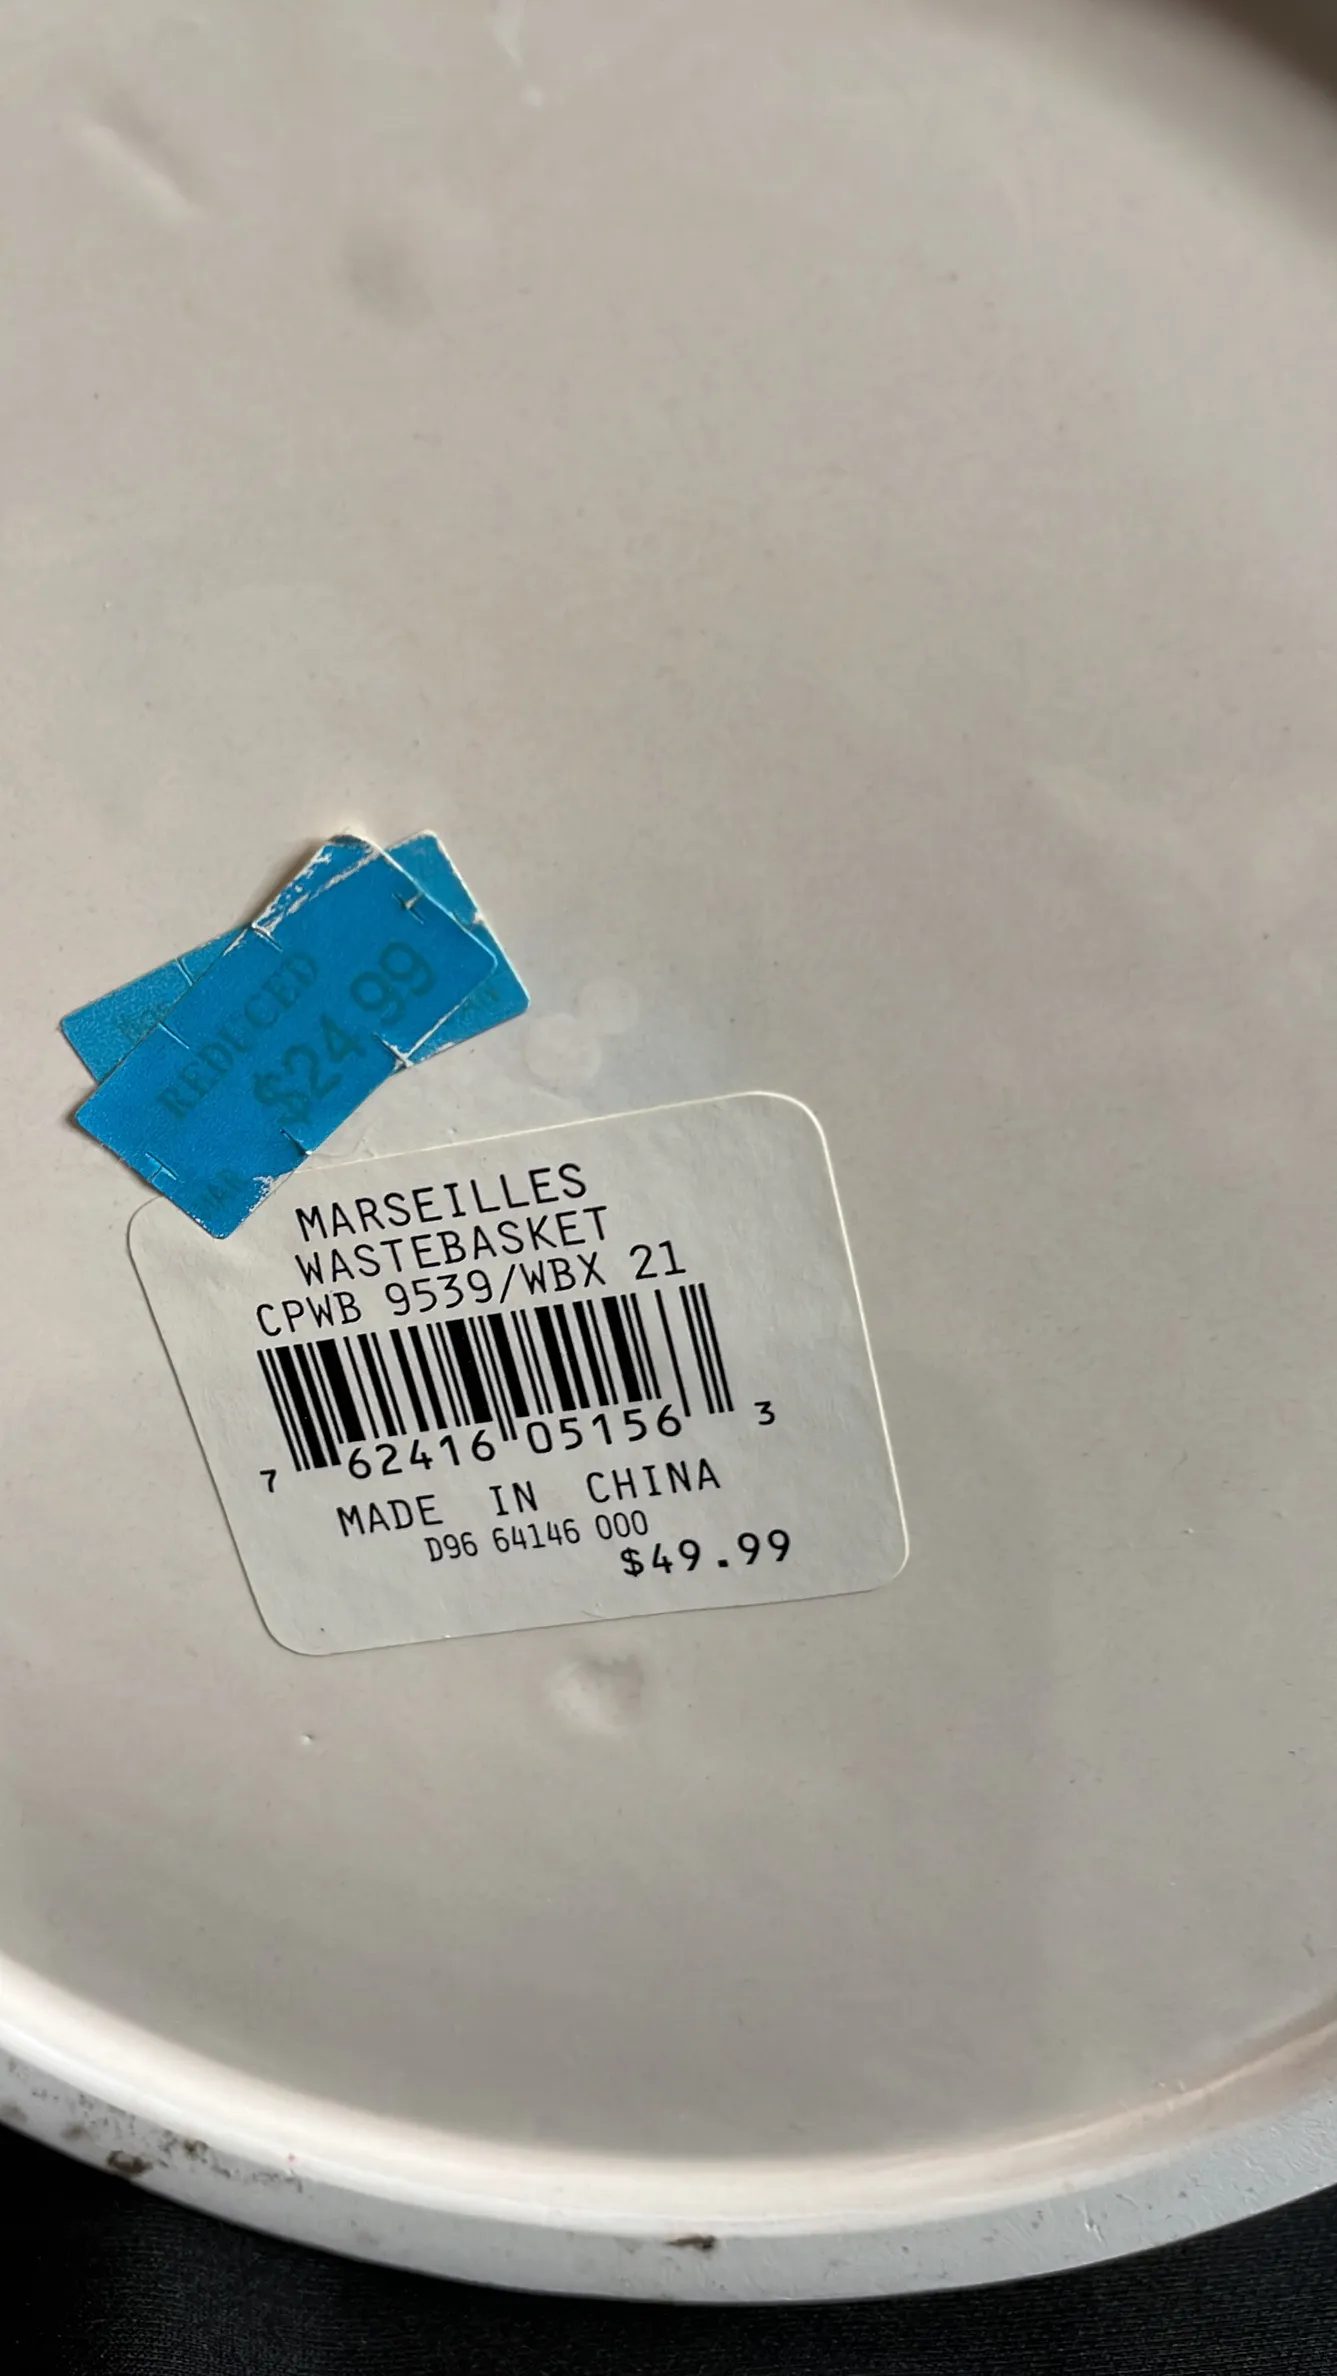 REDUCED
$24.99
MARSEILLES
WASTEBASKET
CPWB 9539/WBX 21
7 62416 05156 3
MADE IN CHINA
D96 64146 000
$49.99